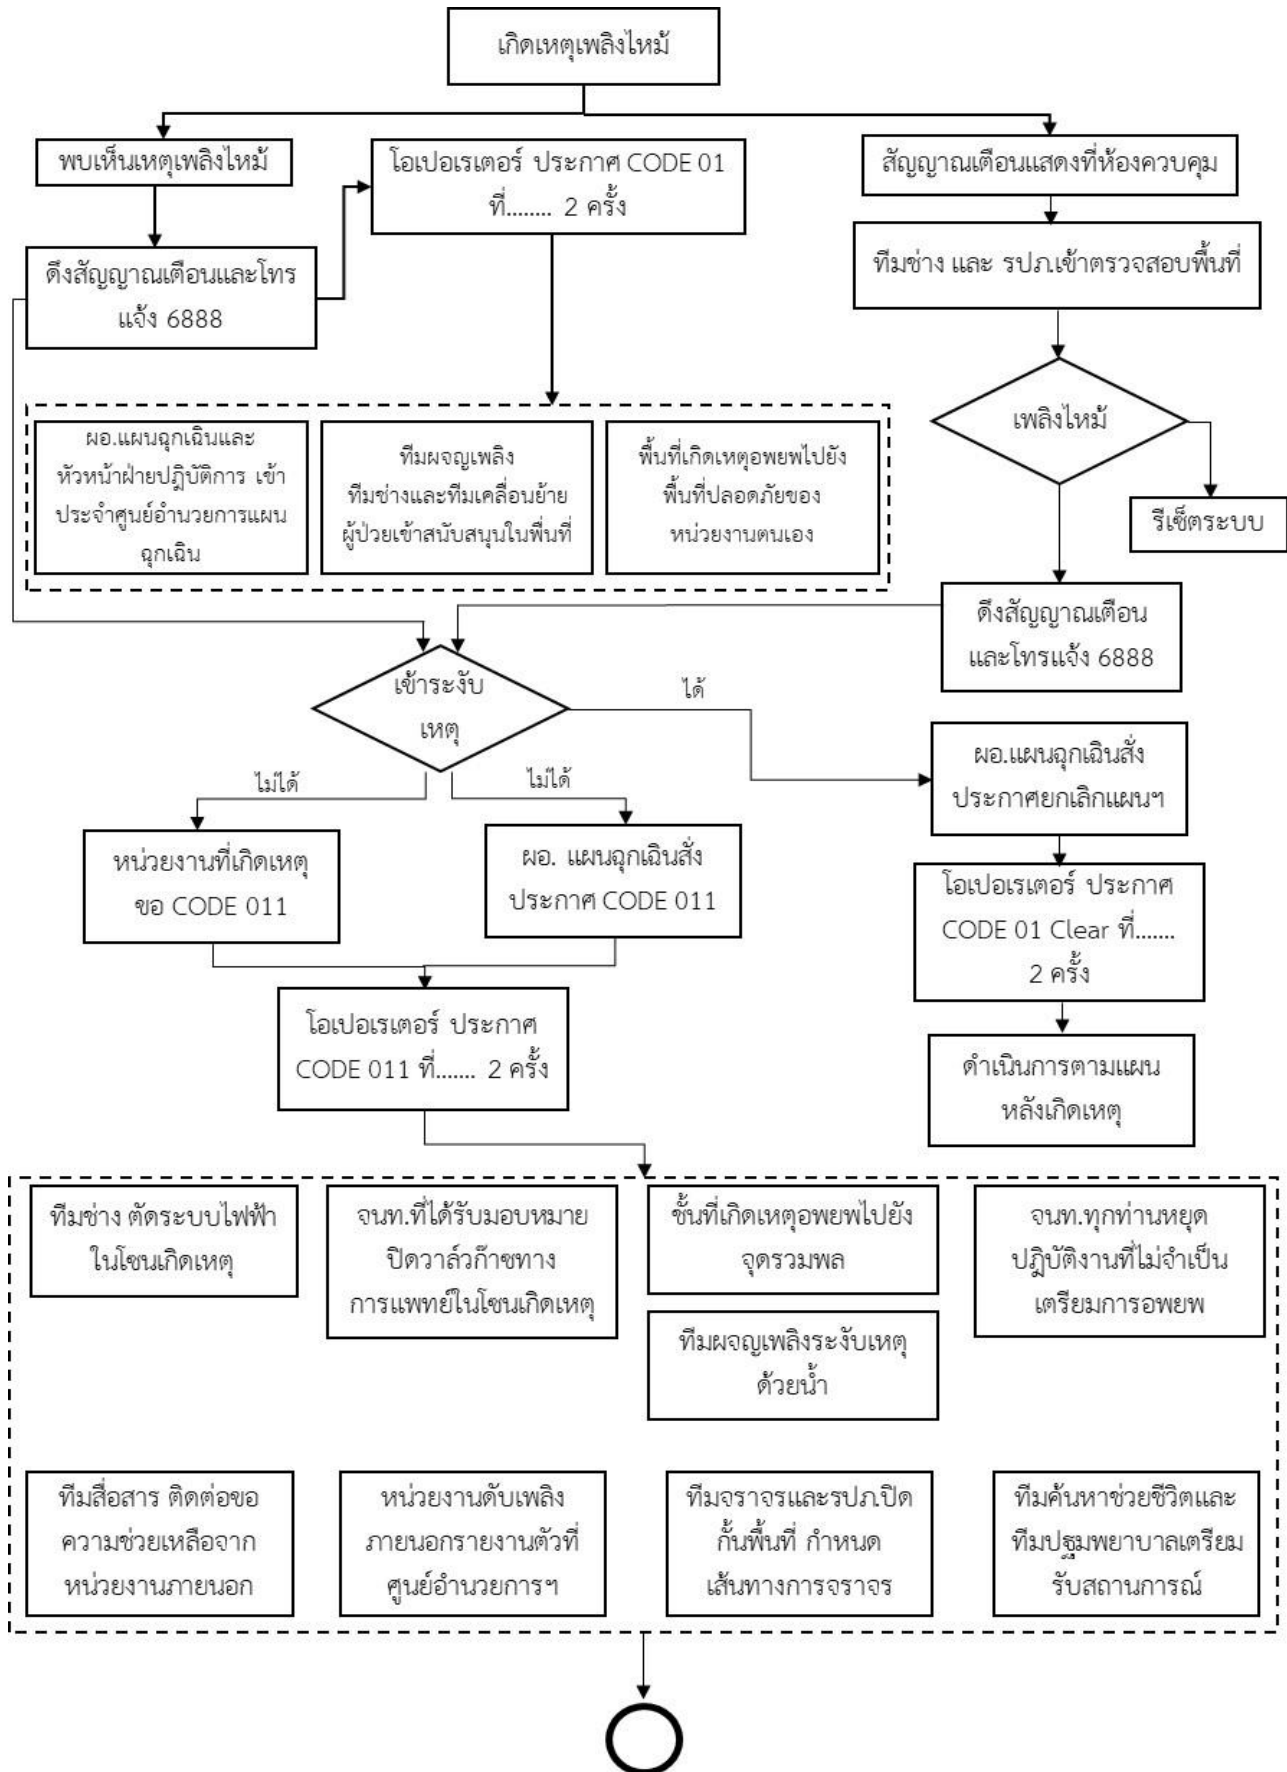 เกิดเหตุเพลิงไหม้
พบเห็นเหตุเพลิงไหม้
โอเปอเรเตอร์ ประกาศ CODE 01
ที่........ 2 ครั้ง
สัญญาณเตือนแสดงที่ห้องควบคุม
ดึงสัญญาณเตือนและโทร
แจ้ง 6888
ทีมช่าง และ รปภ.เข้าตรวจสอบพื้นที่
เพลิงไหม้
รีเซ็ตระบบ
ผอ.แผนฉุกเฉินและ
หัวหน้าฝ่ายปฏิบัติการ เข้า
ประจำศูนย์อำนวยการแผน
ฉุกเฉิน
ทีมผจญเพลิง
ทีมช่างและทีมเคลื่อนย้าย
ผู้ป่วยเข้าสนับสนุนในพื้นที่
พื้นที่เกิดเหตุอพยพไปยัง
พื้นที่ปลอดภัยของ
หน่วยงานตนเอง
ดึงสัญญาณเตือน
และโทรแจ้ง 6888
เข้าระงับ
เหตุ
ได้
ไม่ได้
ไม่ได้
ผอ.แผนฉุกเฉินสั่ง
ประกาศยกเลิกแผนฯ
หน่วยงานที่เกิดเหตุ
ขอ CODE 011
ผอ. แผนฉุกเฉินสั่ง
ประกาศ CODE 011
โอเปอเรเตอร์ ประกาศ
CODE 01 Clear ที่.......
2 ครั้ง
โอเปอเรเตอร์ ประกาศ
CODE 011 ที่....... 2 ครั้ง
ดำเนินการตามแผน
หลังเกิดเหตุ
ทีมช่าง ตัดระบบไฟฟ้า
ในโซนเกิดเหตุ
จนท.ที่ได้รับมอบหมาย
ปิดวาล์วก๊าซทาง
การแพทย์ในโซนเกิดเหตุ
ชั้นที่เกิดเหตุอพยพไปยัง
จุดรวมพล
จนท.ทุกท่านหยุด
ปฎิบัติงานที่ไม่จำเป็น
เตรียมการอพยพ
ทีมผจญเพลิงระงับเหตุ
ด้วยน้ำ
ทีมสื่อสาร ติดต่อขอ
ความช่วยเหลือจาก
หน่วยงานภายนอก
หน่วยงานดับเพลิง
ภายนอกรายงานตัวที่
ศูนย์อำนวยการฯ
ทีมจราจรและรปภ.ปิด
กั้นพื้นที่ กำหนด
เส้นทางการจราจร
ทีมค้นหาช่วยชีวิตและ
ทีมปฐมพยาบาลเตรียม
รับสถานการณ์